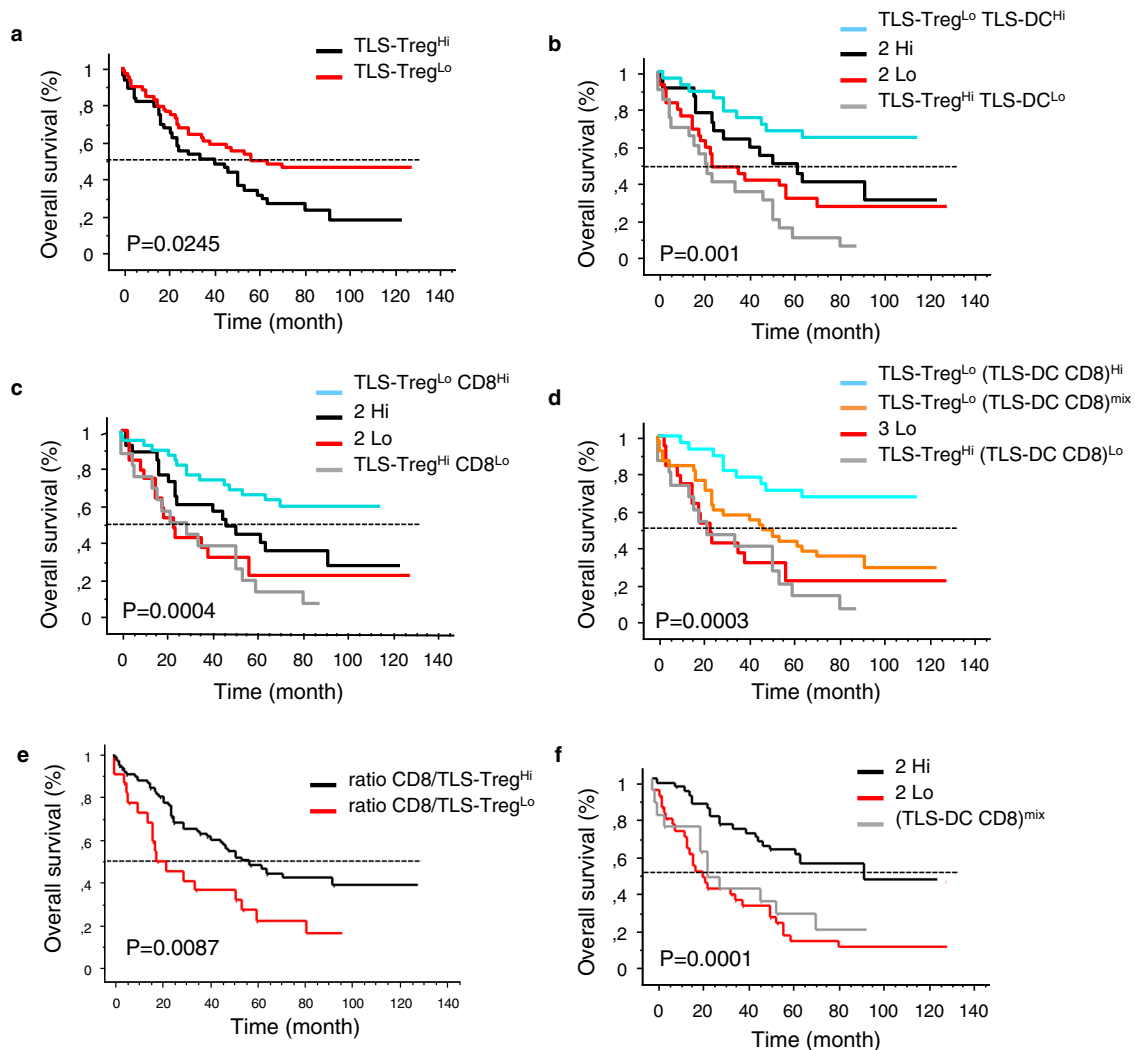 a
TLS-Treg^Hi
TLS-Treg^Lo
Overall survival (%)
1
,8
,6
,4
,2
0
P=0.0245
0 20 40 60 80 100 120 140
Time (month)
b
TLS-Treg^Lo TLS-DC^Hi
2 Hi
2 Lo
TLS-Treg^Hi TLS-DC^Lo
Overall survival (%)
1
,8
,6
,4
,2
0
P=0.001
0 20 40 60 80 100 120 140
Time (month)
c
TLS-Treg^Lo CD8^Hi
2 Hi
2 Lo
TLS-Treg^Hi CD8^Lo
Overall survival (%)
1
,8
,6
,4
,2
0
P=0.0004
0 20 40 60 80 100 120 140
Time (month)
d
TLS-Treg^Lo (TLS-DC CD8)^Hi
TLS-Treg^Lo (TLS-DC CD8)^mix
3 Lo
TLS-Treg^Hi (TLS-DC CD8)^Lo
Overall survival (%)
1
,8
,6
,4
,2
0
P=0.0003
0 20 40 60 80 100 120 140
Time (month)
e
ratio CD8/TLS-Treg^Hi
ratio CD8/TLS-Treg^Lo
Overall survival (%)
1
,8
,6
,4
,2
0
P=0.0087
0 20 40 60 80 100 120 140
Time (month)
f
2 Hi
2 Lo
(TLS-DC CD8)^mix
Overall survival (%)
1
,8
,6
,4
,2
0
P=0.0001
0 20 40 60 80 100 120 140
Time (month)